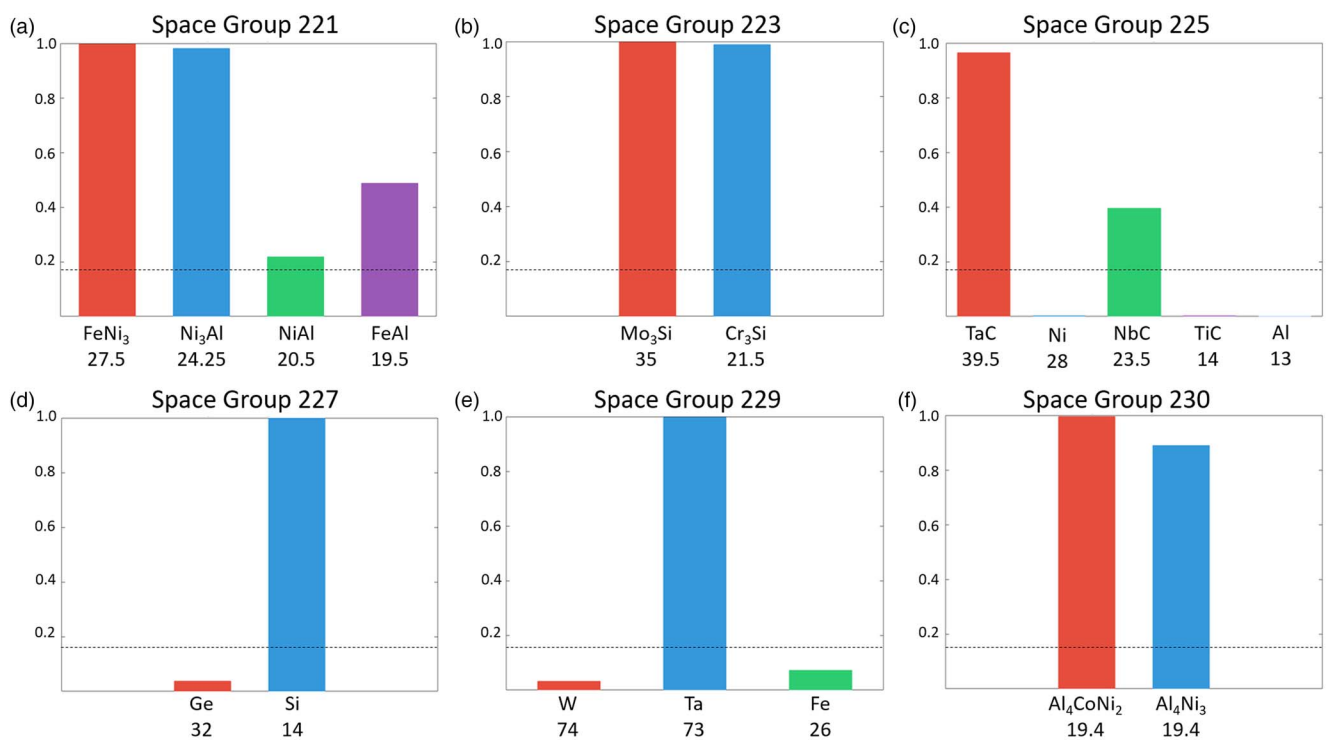 (a) Space Group 221
1.0
0.8
0.6
0.4
0.2
FeNi₃ Ni₃Al NiAl FeAl
27.5 24.25 20.5 19.5
(b) Space Group 223
1.0
0.8
0.6
0.4
0.2
Mo₃Si Cr₃Si
35 21.5
(c) Space Group 225
1.0
0.8
0.6
0.4
0.2
TaC Ni NbC TiC Al
39.5 28 23.5 14 13
(d) Space Group 227
1.0
0.8
0.6
0.4
0.2
Ge Si
32 14
(e) Space Group 229
1.0
0.8
0.6
0.4
0.2
W Ta Fe
74 73 26
(f) Space Group 230
1.0
0.8
0.6
0.4
0.2
Al₄CoNi₂ Al₄Ni₃
19.4 19.4